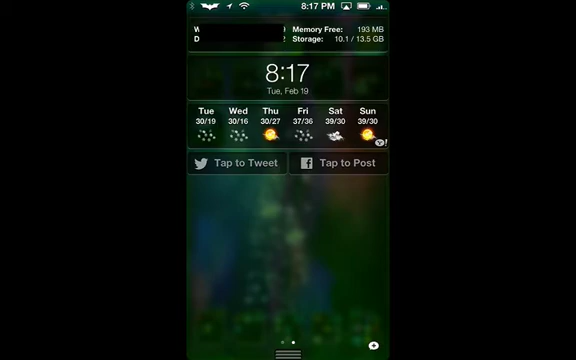 8:17 PM
W Memory Free: 193 MB
D Storage: 10.1 / 13.5 GB
8:17
Tue, Feb 19
Tue Wed Thu Fri Sat Sun
30/19 30/16 30/27 37/36 39/30 39/30
Y!
Tap to Tweet f Tap to Post